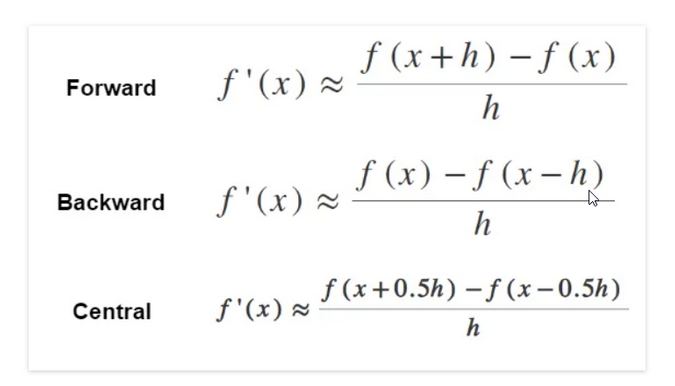 Forward f '(x) ≈ f (x+h) − f (x) / h
Backward f '(x) ≈ f (x) − f (x−h) / h
Central f '(x) ≈ f (x+0.5h) − f (x−0.5h) / h